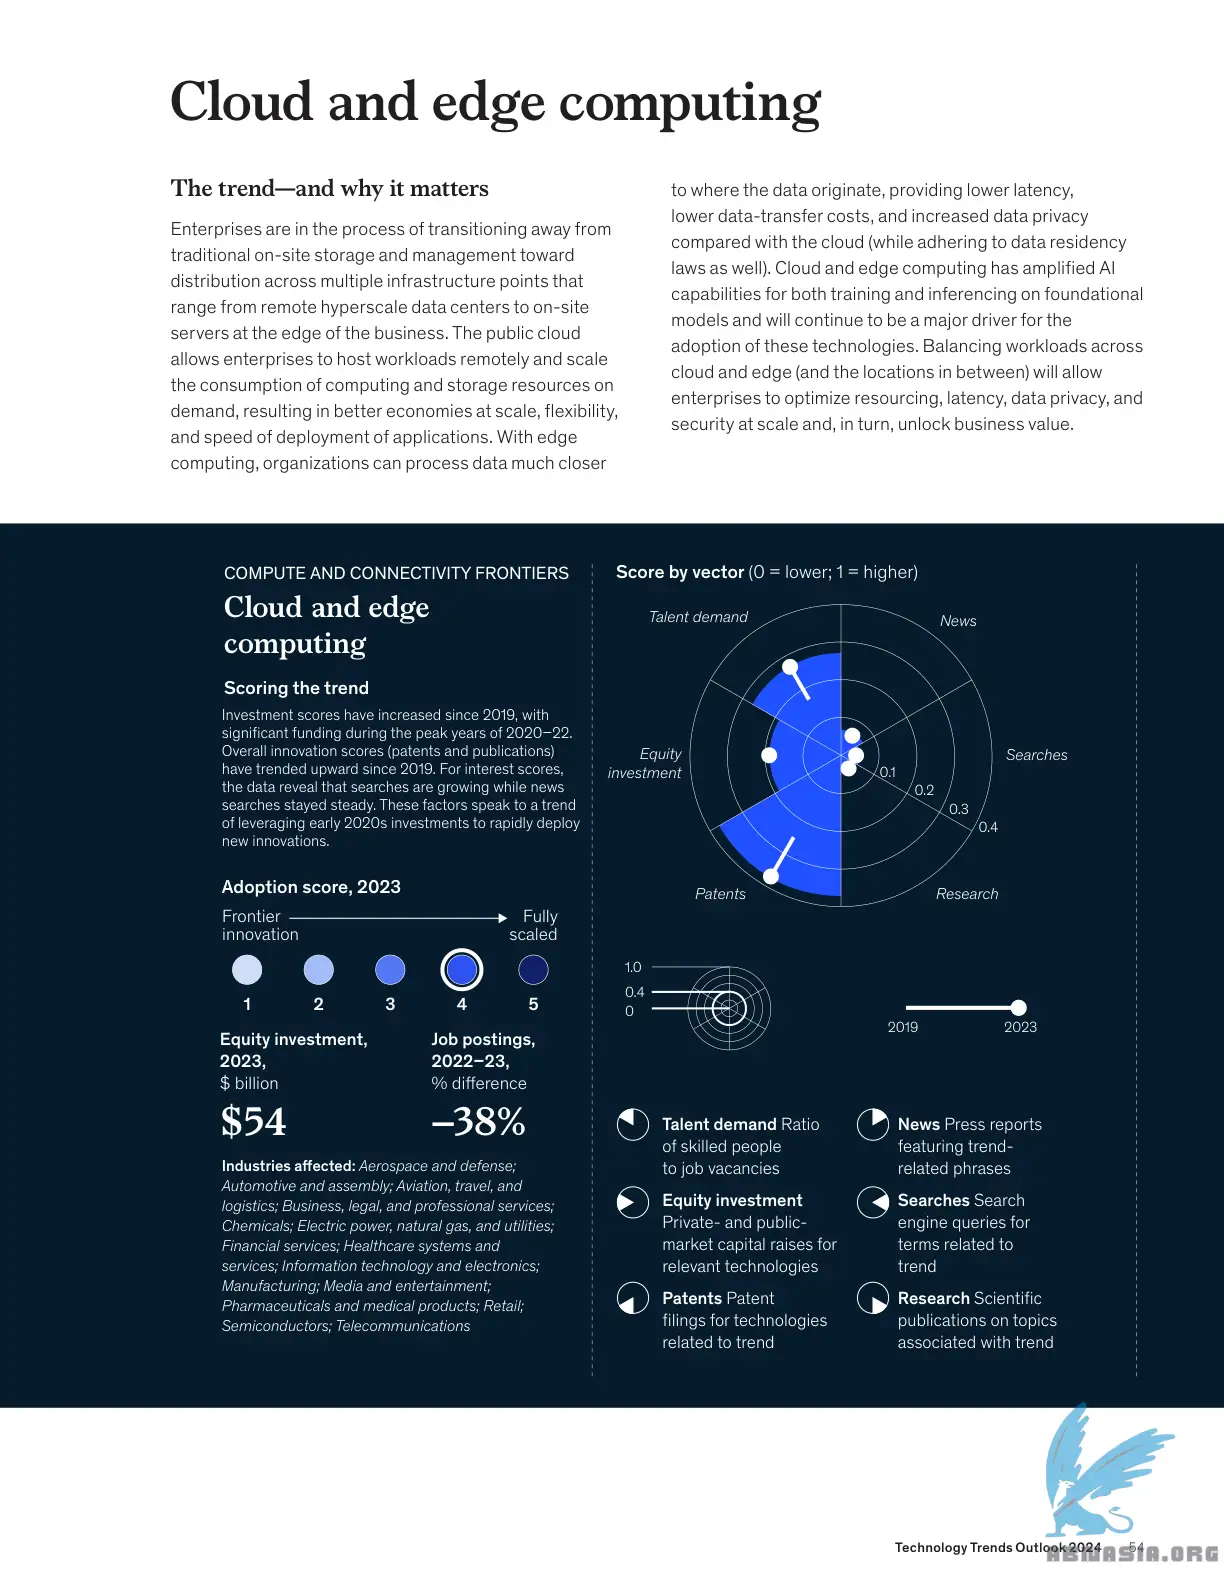 Cloud and edge computing
The trend—and why it matters
Enterprises are in the process of transitioning away from
traditional on-site storage and management toward
distribution across multiple infrastructure points that
range from remote hyperscale data centers to on-site
servers at the edge of the business. The public cloud
allows enterprises to host workloads remotely and scale
the consumption of computing and storage resources on
demand, resulting in better economies at scale, flexibility,
and speed of deployment of applications. With edge
computing, organizations can process data much closer
to where the data originate, providing lower latency,
lower data-transfer costs, and increased data privacy
compared with the cloud (while adhering to data residency
laws as well). Cloud and edge computing has amplified AI
capabilities for both training and inferencing on foundational
models and will continue to be a major driver for the
adoption of these technologies. Balancing workloads across
cloud and edge (and the locations in between) will allow
enterprises to optimize resourcing, latency, data privacy, and
security at scale and, in turn, unlock business value.
COMPUTE AND CONNECTIVITY FRONTIERS
Cloud and edge
computing
Scoring the trend
Investment scores have increased since 2019, with
significant funding during the peak years of 2020–22.
Overall innovation scores (patents and publications)
have trended upward since 2019. For interest scores,
the data reveal that searches are growing while news
searches stayed steady. These factors speak to a trend
of leveraging early 2020s investments to rapidly deploy
new innovations.
Adoption score, 2023
Frontier
innovation
Fully
scaled
1 2 3 4 5
Equity investment,
2023,
$ billion
$54
Job postings,
2022–23,
% difference
–38%
Industries affected: Aerospace and defense;
Automotive and assembly; Aviation, travel, and
logistics; Business, legal, and professional services;
Chemicals; Electric power, natural gas, and utilities;
Financial services; Healthcare systems and
services; Information technology and electronics;
Manufacturing; Media and entertainment;
Pharmaceuticals and medical products; Retail;
Semiconductors; Telecommunications
Score by vector (0 = lower; 1 = higher)
Talent demand
News
Equity
investment
Searches
0.1
0.2
0.3
0.4
Patents
Research
1.0
0.4
0
2019 2023
Talent demand Ratio
of skilled people
to job vacancies
Equity investment
Private- and public-
market capital raises for
relevant technologies
Patents Patent
filings for technologies
related to trend
News Press reports
featuring trend-
related phrases
Searches Search
engine queries for
terms related to
trend
Research Scientific
publications on topics
associated with trend
Technology Trends Outlook 2024 54
ABWASIA.ORG